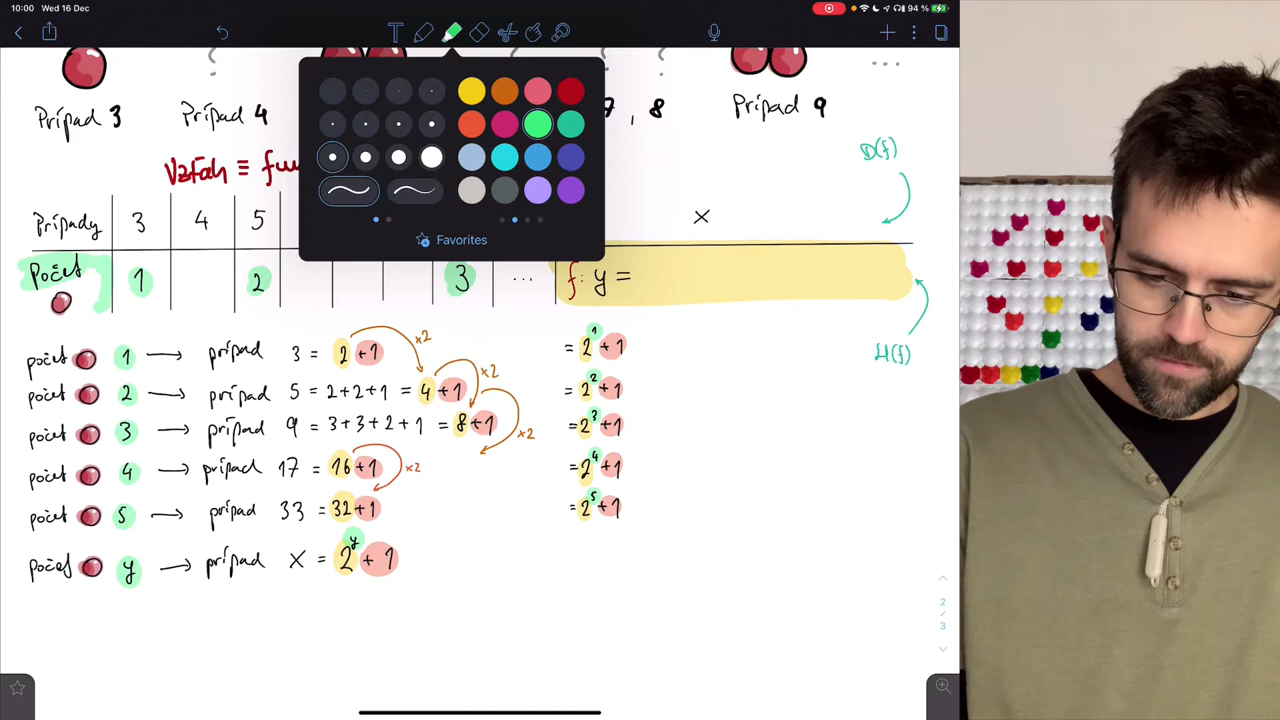 10:00 Wed 16 Dec
94 %
Prípad 3
Prípad 4
7, 8
Prípad 9
...
Vzťah ≡ fu
D(f)
Prípady 3 4 5 x
Počet 1 2 3 ... f: y =
Favorites
H(f)
počet 1 → prípad 3 = 2 + 1 = 2¹ + 1
×2
počet 2 → prípad 5 = 2 + 2 + 1 = 4 + 1 = 2² + 1
×2
počet 3 → prípad 9 = 3 + 3 + 2 + 1 = 8 + 1 = 2³ + 1
×2
počet 4 → prípad 17 = 16 + 1 = 2⁴ + 1
×2
počet 5 → prípad 33 = 32 + 1 = 2⁵ + 1
počet y → prípad x = 2ʸ + 1
2
/
3